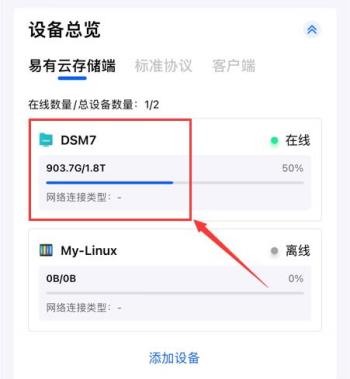 设备总览
易有云存储端 标准协议 客户端
在线数量/总设备数量：1/2
DSM7 在线
903.7G/1.8T 50%
网络连接类型：-
My-Linux 离线
0B/0B 0%
网络连接类型：-
添加设备